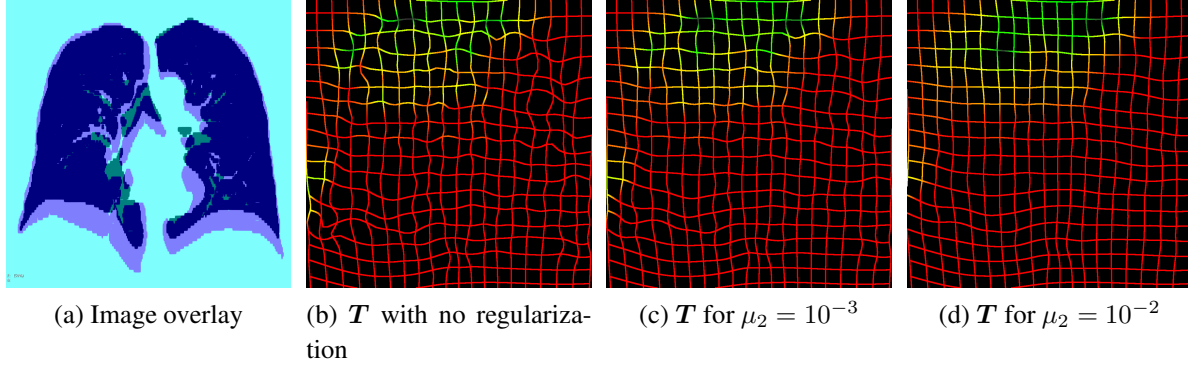 (a) Image overlay
(b) T with no regulariza-
tion
(c) T for μ₂ = 10⁻³
(d) T for μ₂ = 10⁻²